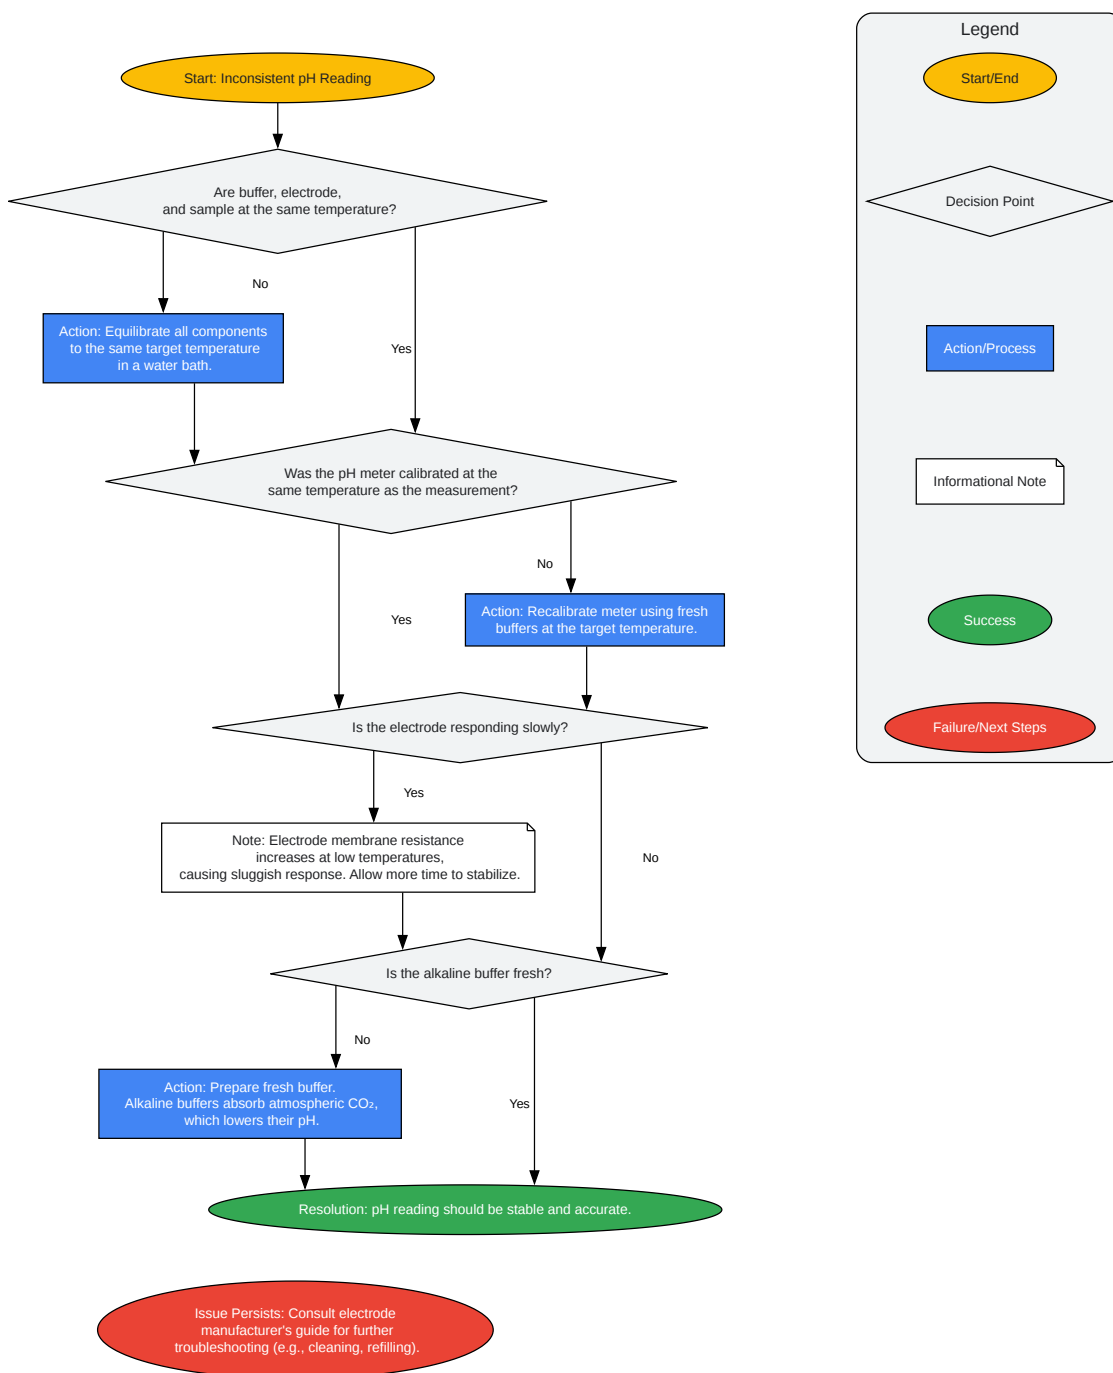 Start: Inconsistent pH Reading
Are buffer, electrode,
and sample at the same temperature?
No
Action: Equilibrate all components
to the same target temperature
in a water bath.
Yes
Was the pH meter calibrated at the
same temperature as the measurement?
No
Action: Recalibrate meter using fresh
buffers at the target temperature.
Yes
Is the electrode responding slowly?
Yes
Note: Electrode membrane resistance
increases at low temperatures,
causing sluggish response. Allow more time to stabilize.
No
Is the alkaline buffer fresh?
No
Action: Prepare fresh buffer.
Alkaline buffers absorb atmospheric CO₂,
which lowers their pH.
Yes
Resolution: pH reading should be stable and accurate.
Issue Persists: Consult electrode
manufacturer's guide for further
troubleshooting (e.g., cleaning, refilling).
Legend
Start/End
Decision Point
Action/Process
Informational Note
Success
Failure/Next Steps